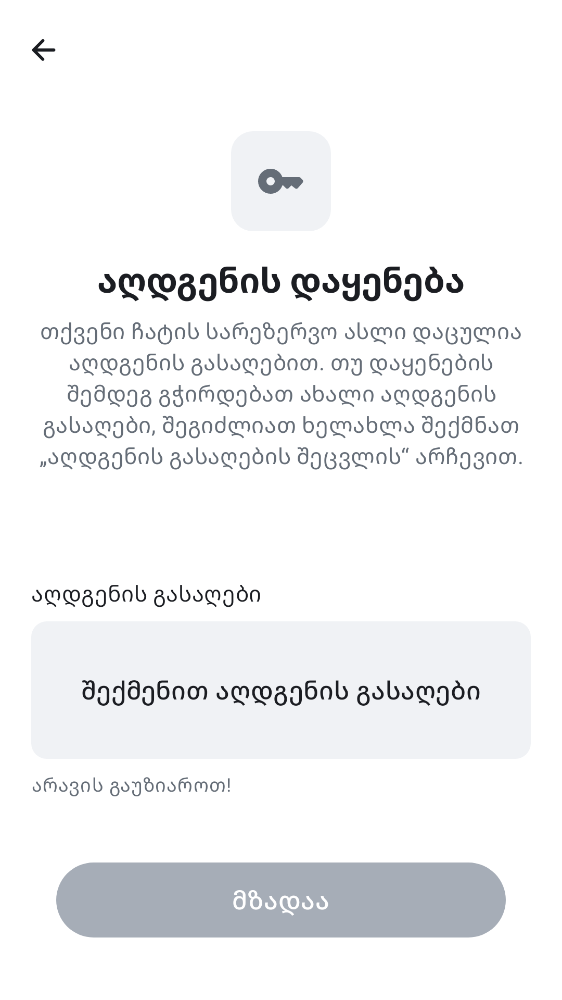 აღდგენის დაყენება
თქვენი ჩატის სარეზერვო ასლი დაცულია
აღდგენის გასაღებით. თუ დაყენების
შემდეგ გჭირდებათ ახალი აღდგენის
გასაღები, შეგიძლიათ ხელახლა შექმნათ
„აღდგენის გასაღების შეცვლის“ არჩევით.
აღდგენის გასაღები
შექმენით აღდგენის გასაღები
არავის გაუზიაროთ!
მზადაა